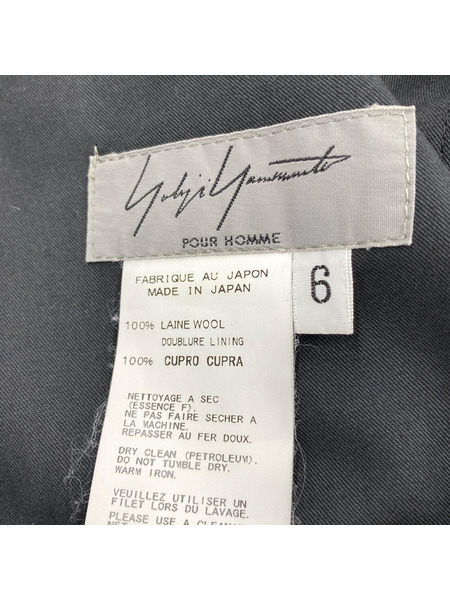 Yohji Yamamoto
POUR HOMME
6
FABRIQUE AU JAPON
MADE IN JAPAN
100% LAINE WOOL
DOUBLURE LINING
100% CUPRO CUPRA
NETTOYAGE A SEC
(ESSENCE F).
NE PAS FAIRE SECHER A
LA MACHINE.
REPASSER AU FER DOUX.
DRY CLEAN (PETROLEUM).
DO NOT TUMBLE DRY.
WARM IRON.
VEUILLEZ UTILISER UN
FILET LORS DU LAVAGE.
PLEASE USE A